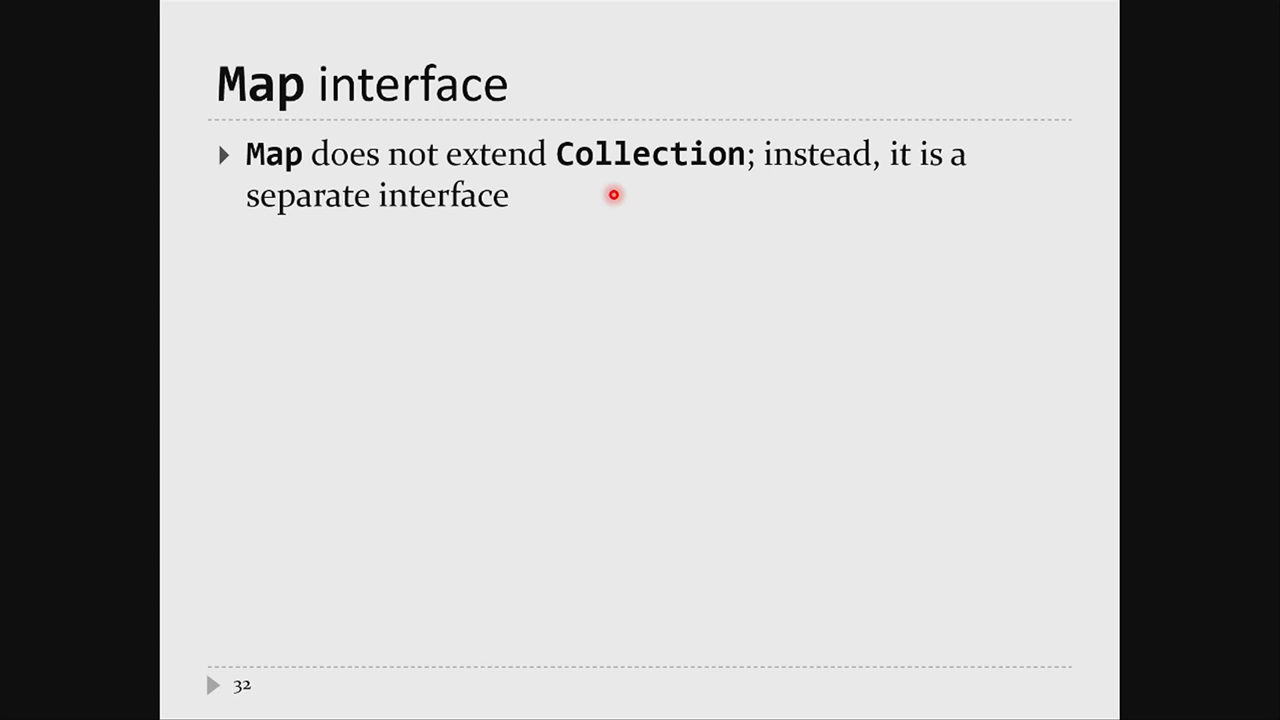 Map interface
Map does not extend Collection; instead, it is a
separate interface
32